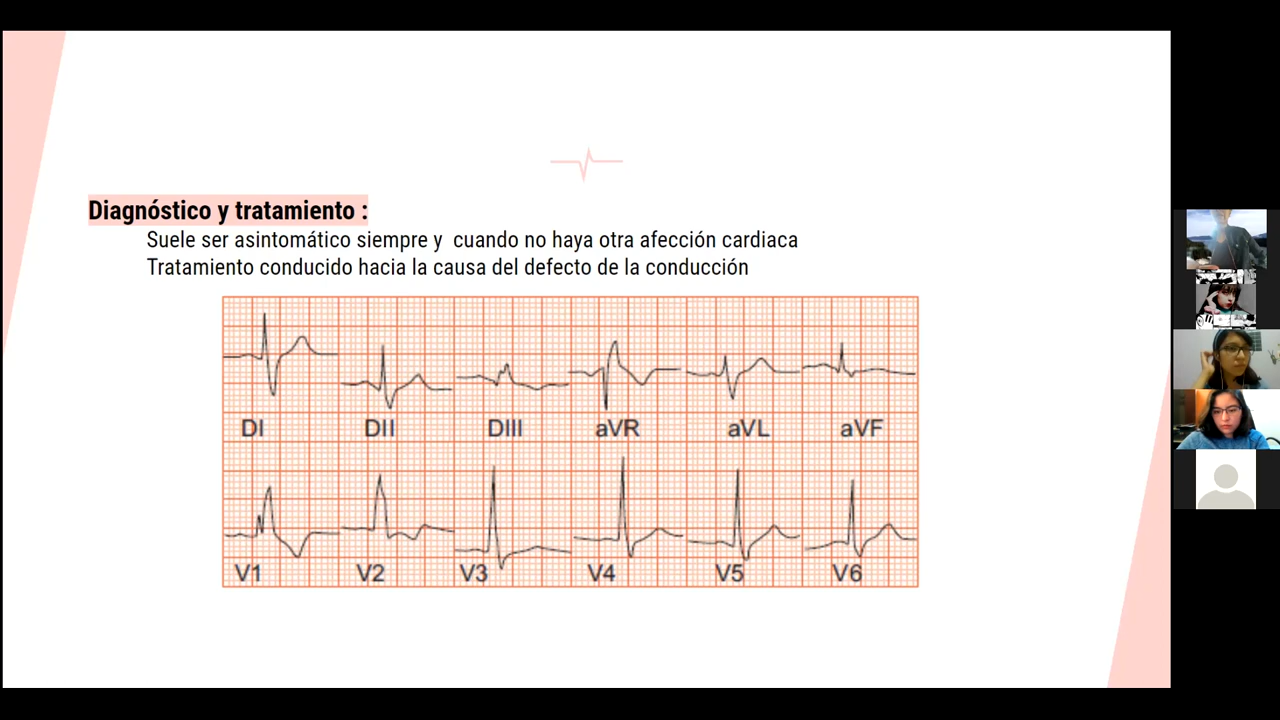 Diagnóstico y tratamiento :
Suele ser asintomático siempre y cuando no haya otra afección cardiaca
Tratamiento conducido hacia la causa del defecto de la conducción
DI DII DIII aVR aVL aVF
V1 V2 V3 V4 V5 V6